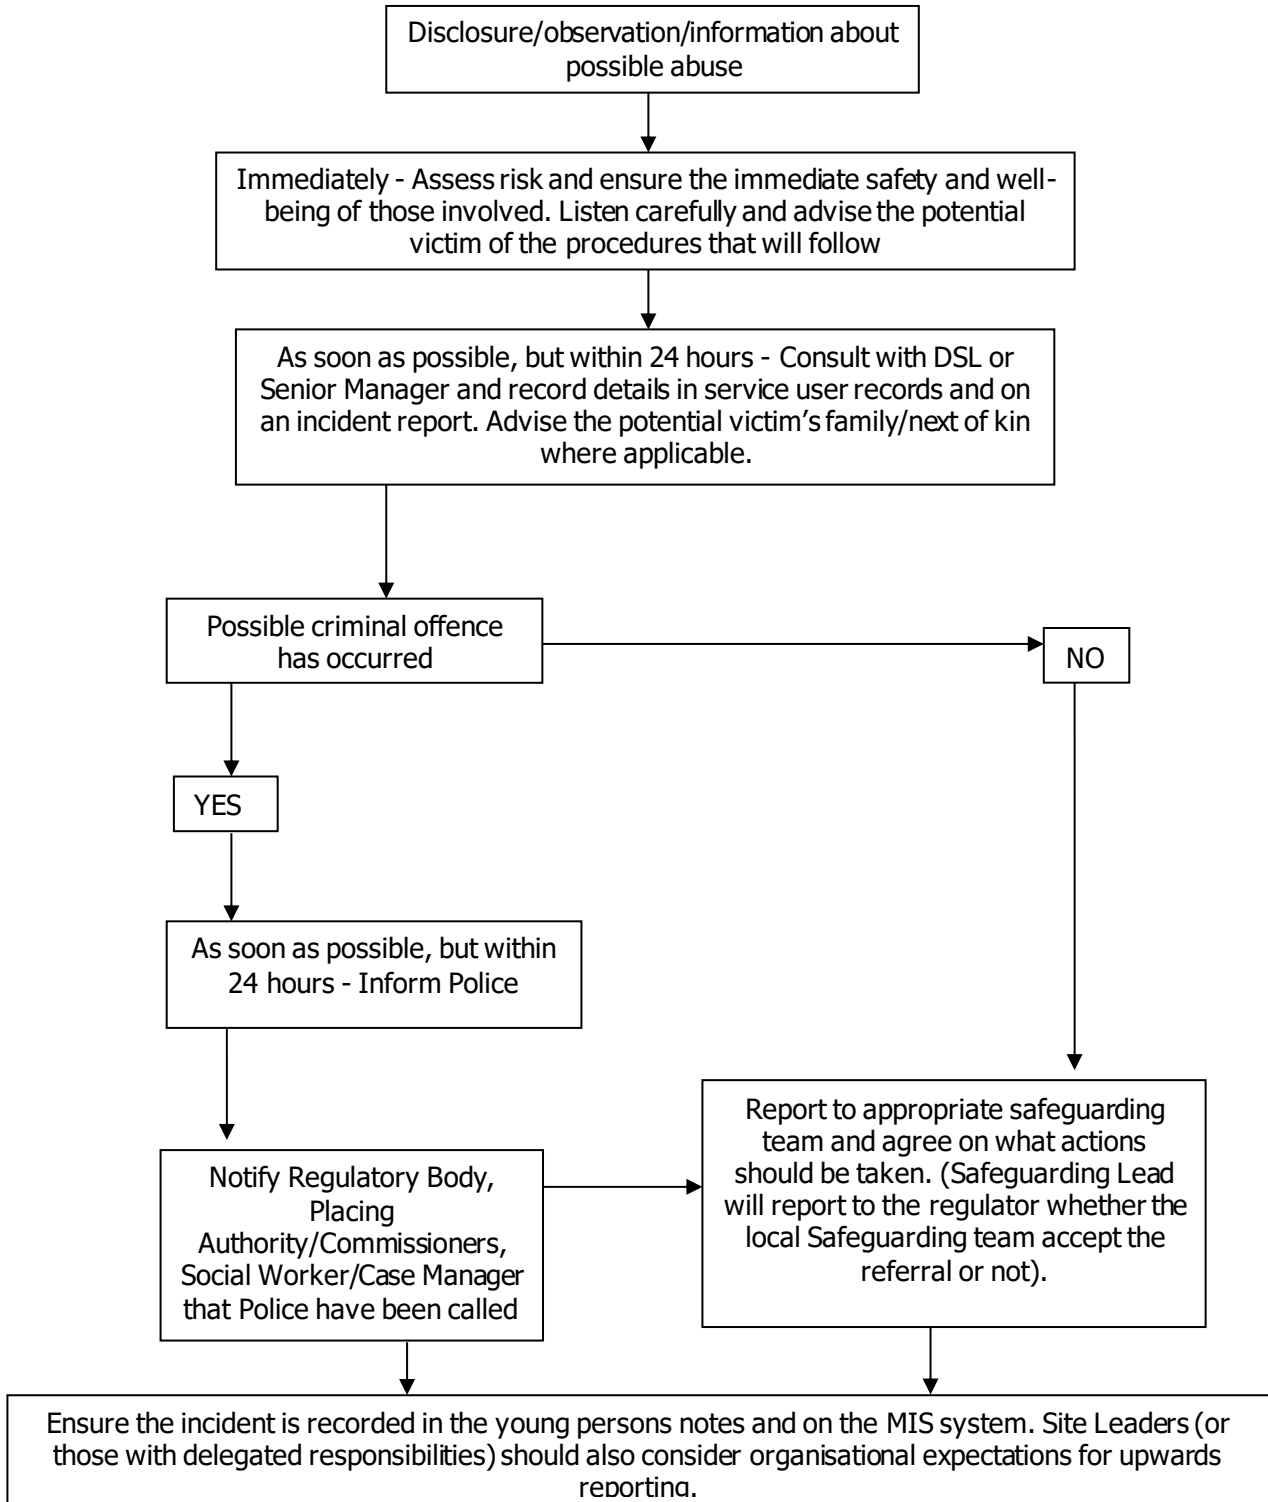 Disclosure/observation/information about
possible abuse
Immediately - Assess risk and ensure the immediate safety and well-
being of those involved. Listen carefully and advise the potential
victim of the procedures that will follow
As soon as possible, but within 24 hours - Consult with DSL or
Senior Manager and record details in service user records and on
an incident report. Advise the potential victim’s family/next of kin
where applicable.
Possible criminal offence
has occurred
NO
YES
As soon as possible, but within
24 hours - Inform Police
Notify Regulatory Body,
Placing
Authority/Commissioners,
Social Worker/Case Manager
that Police have been called
Report to appropriate safeguarding
team and agree on what actions
should be taken. (Safeguarding Lead
will report to the regulator whether the
local Safeguarding team accept the
referral or not).
Ensure the incident is recorded in the young persons notes and on the MIS system. Site Leaders (or
those with delegated responsibilities) should also consider organisational expectations for upwards
reporting.